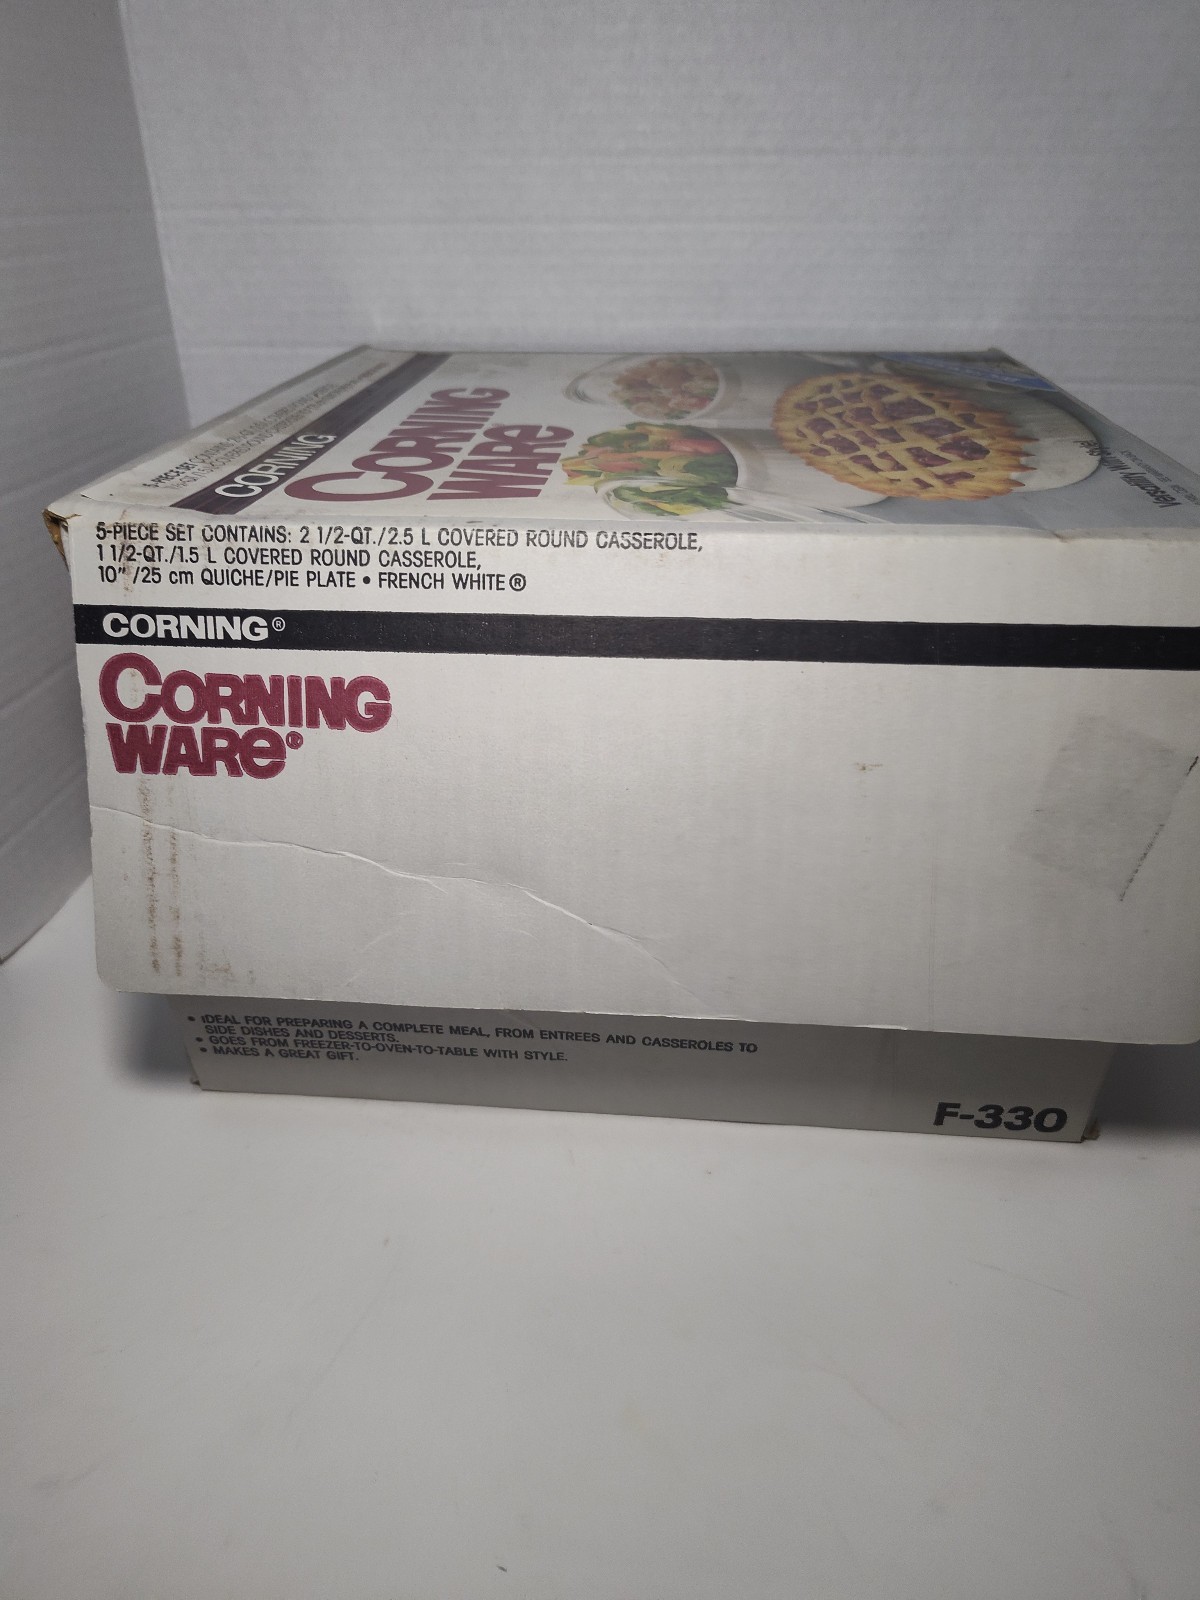 CORNING
CORNING
WARE
Versatility
5-PIECE SET CONTAINS: 2 1/2-QT./2.5 L COVERED ROUND CASSEROLE,
1 1/2-QT./1.5 L COVERED ROUND CASSEROLE,
10"/25 cm QUICHE/PIE PLATE • FRENCH WHITE®
CORNING®
CORNING
WARE®
• IDEAL FOR PREPARING A COMPLETE MEAL, FROM ENTREES AND CASSEROLES TO
SIDE DISHES AND DESSERTS.
• GOES FROM FREEZER-TO-OVEN-TO-TABLE WITH STYLE.
• MAKES A GREAT GIFT.
F-330